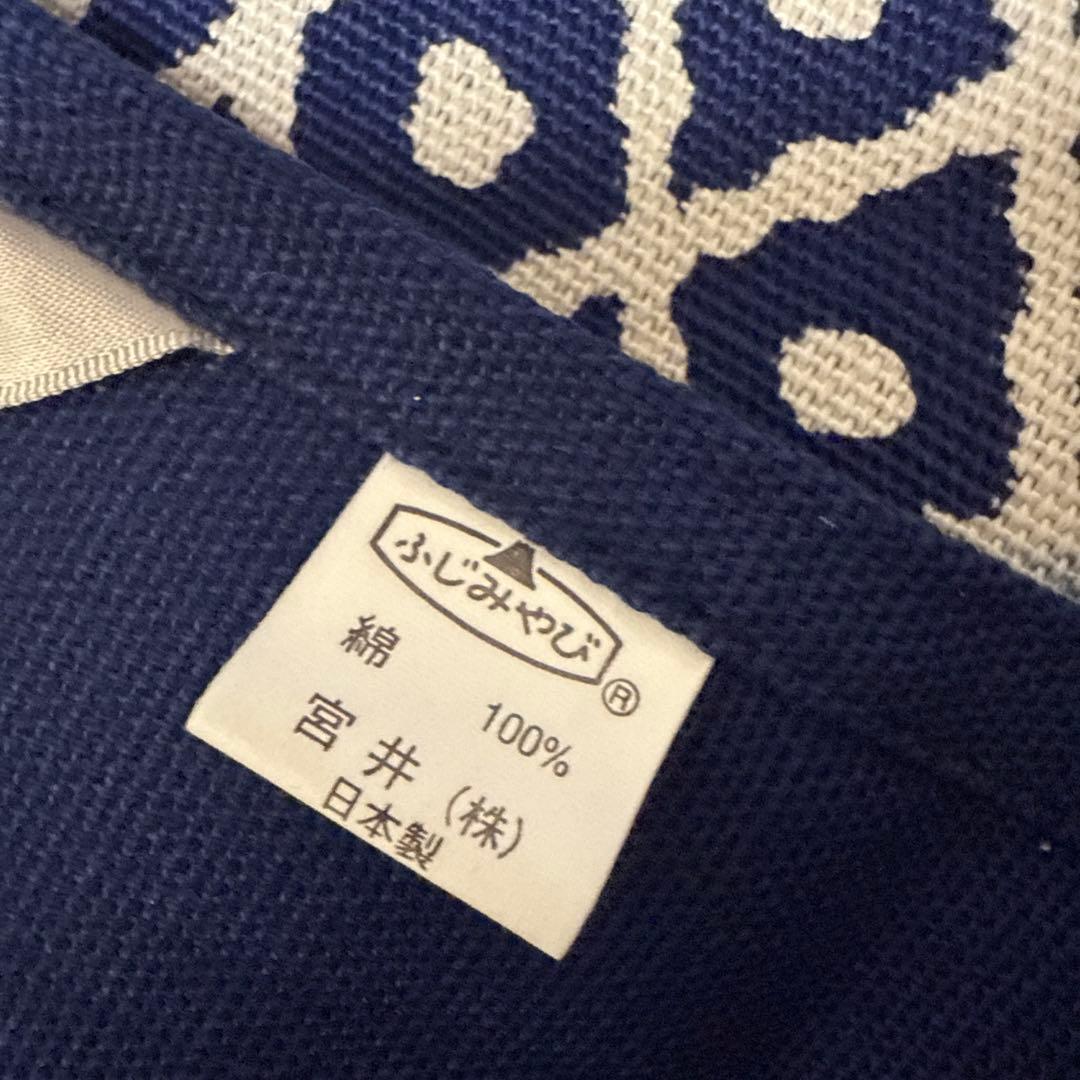 ふじみやび
®
綿 100%
宮井(株)
日本製